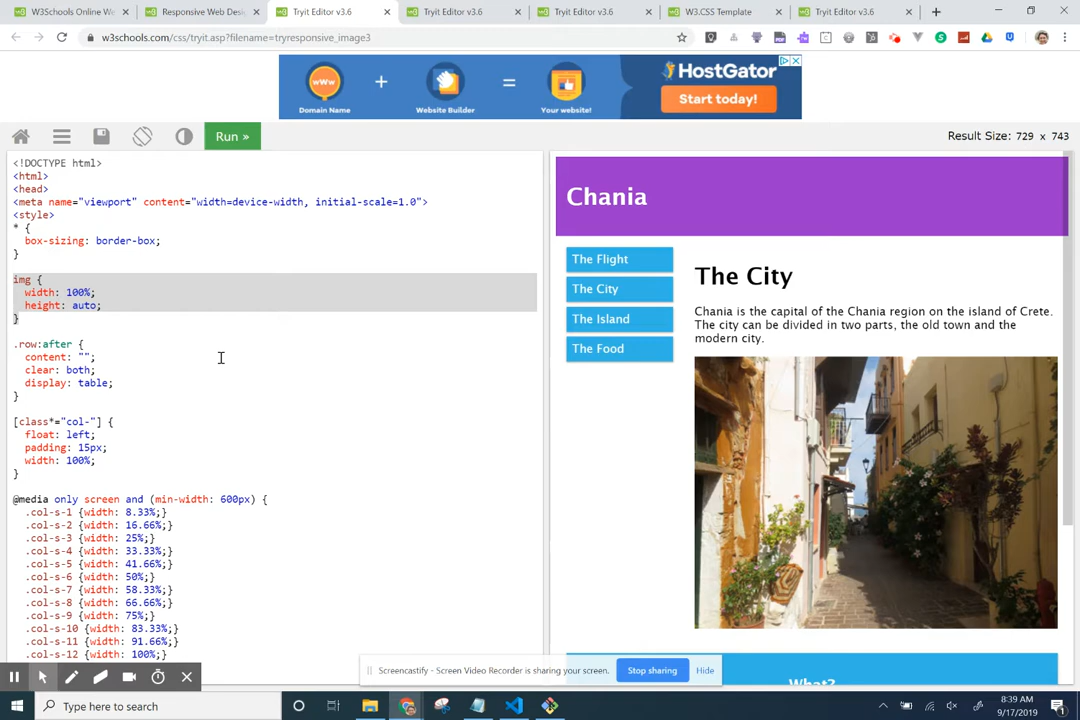 W3Schools Online W
Responsive Web Desi
Tryit Editor v3.6
Tryit Editor v3.6
Tryit Editor v3.6
W3.CSS Template
Tryit Editor v3.6
w3schools.com/css/tryit.asp?filename=tryresponsive_image3
www
Domain Name
+
Website Builder
=
Your website!
HostGator
Start today!
Run »
Result Size: 729 x 743
<!DOCTYPE html>
<html>
<head>
<meta name="viewport" content="width=device-width, initial-scale=1.0">
<style>
* {
box-sizing: border-box;
}
img {
width: 100%;
height: auto;
}
.row:after {
content: "";
clear: both;
display: table;
}
[class*="col-"] {
float: left;
padding: 15px;
width: 100%;
}
@media only screen and (min-width: 600px) {
.col-s-1 {width: 8.33%;}
.col-s-2 {width: 16.66%;}
.col-s-3 {width: 25%;}
.col-s-4 {width: 33.33%;}
.col-s-5 {width: 41.66%;}
.col-s-6 {width: 50%;}
.col-s-7 {width: 58.33%;}
.col-s-8 {width: 66.66%;}
.col-s-9 {width: 75%;}
.col-s-10 {width: 83.33%;}
.col-s-11 {width: 91.66%;}
.col-s-12 {width: 100%;}
Chania
The Flight
The City
The Island
The Food
The City
Chania is the capital of the Chania region on the island of Crete.
The city can be divided in two parts, the old town and the
modern city.
What?
Screencastify - Screen Video Recorder is sharing your screen.
Stop sharing
Hide
Type here to search
8:39 AM
9/17/2019